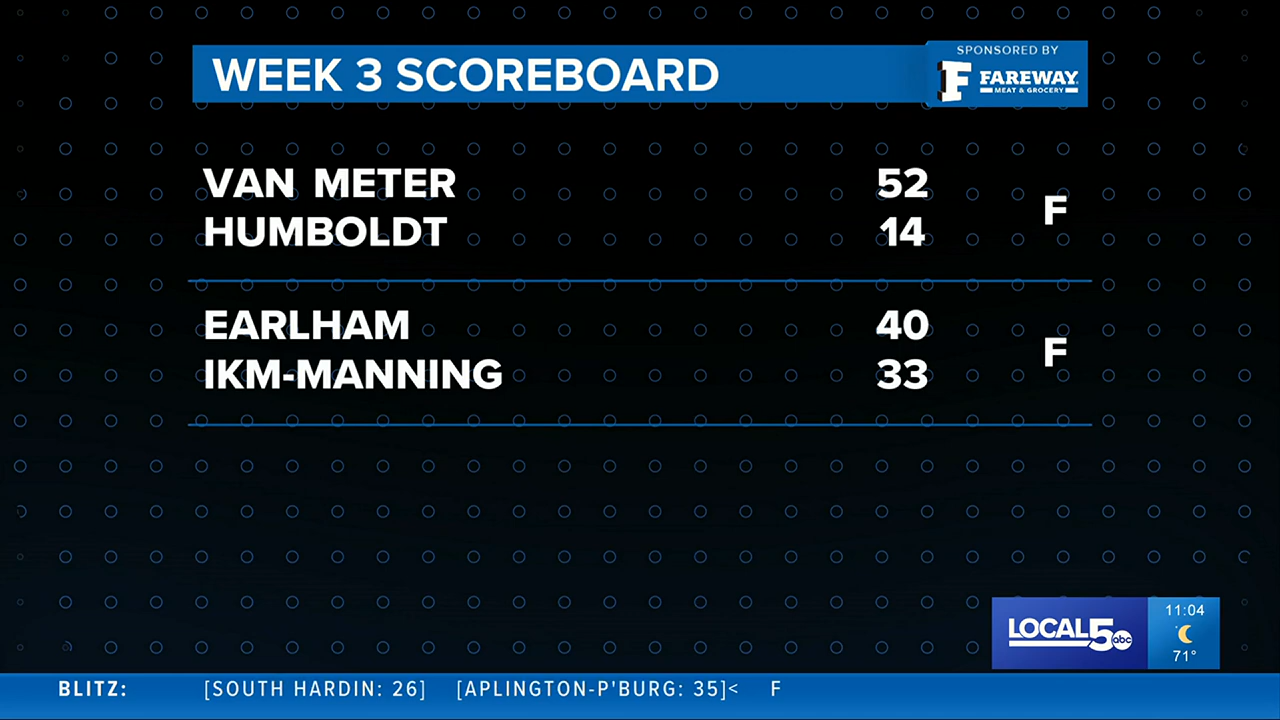 WEEK 3 SCOREBOARD
SPONSORED BY
F FAREWAY
MEAT & GROCERY
VAN METER 52
HUMBOLDT 14
F
EARLHAM 40
IKM-MANNING 33
F
LOCAL 5 abc
11:04
71°
BLITZ: [SOUTH HARDIN: 26] [APLINGTON-P'BURG: 35]< F